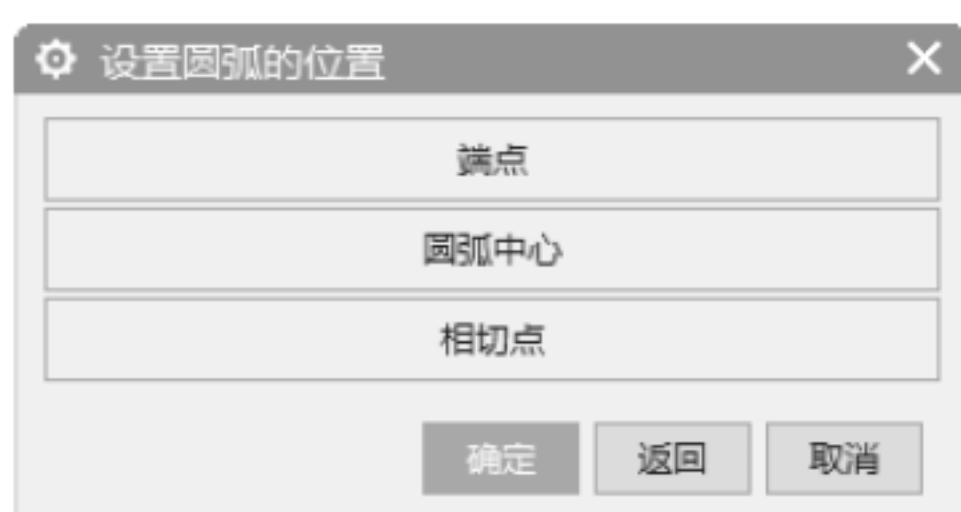 设置圆弧的位置
端点
圆弧中心
相切点
确定 返回 取消